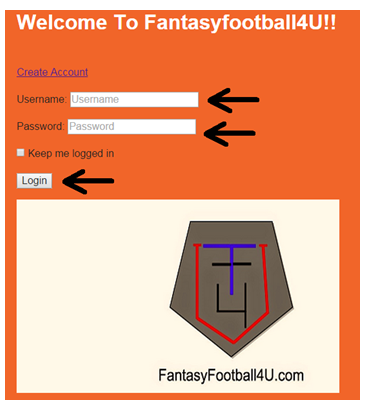 Welcome To Fantasyfootball4U!!
Create Account
Username: Username
Password: Password
Keep me logged in
Login
FantasyFootball4U.com